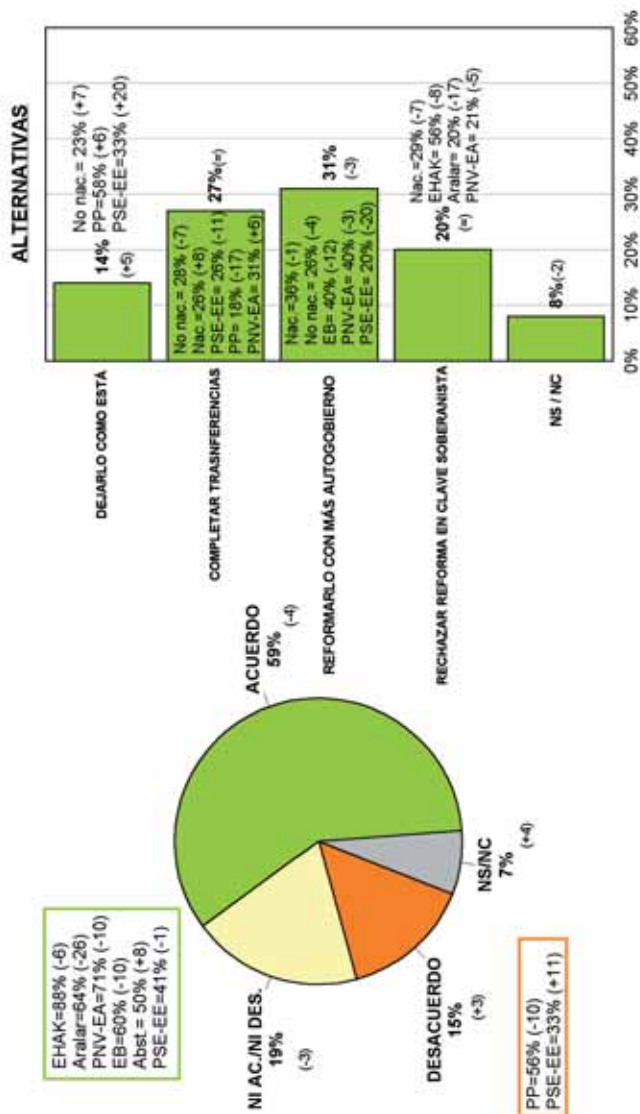 EHAK=88% (-6)
Aralar=64% (-26)
PNV-EA=71% (-10)
EB=60% (-10)
Abst.= 50% (+8)
PSE-EE=41% (-1)
ACUERDO
59% (-4)
NI AC./NI DES.
19%
(-3)
DESACUERDO
15%
(+3)
NS/NC
7%
(+4)
PP=56% (-10)
PSE-EE=33% (+11)
ALTERNATIVAS
DEJARLO COMO ESTÁ
14%
(+5)
No nac.= 23% (+7)
PP=58% (+6)
PSE-EE=33% (+20)
COMPLETAR TRASNFERENCIAS
No nac.= 28% (-7)
Nac.=26% (+8)
PSE-EE= 26% (-11)
PP= 18% (-17)
PNV-EA= 31% (+6)
27%(=)
REFORMARLO CON MÁS AUTOGOBIERNO
Nac.=36% (-1)
No nac.= 26% (-4)
EB= 40% (-12)
PNV-EA= 40% (-3)
PSE-EE= 20% (-20)
31%
(-3)
RECHAZAR REFORMA EN CLAVE SOBERANISTA
20%
(=)
Nac.=29% (-7)
EHAK= 56% (-8)
Aralar= 20% (-17)
PNV-EA= 21% (-5)
NS / NC
8%(-2)
0% 10% 20% 30% 40% 50% 60%